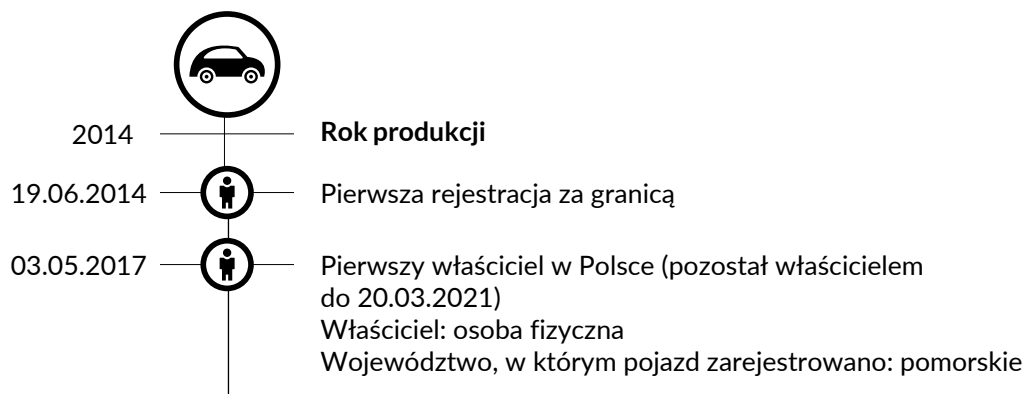 2014 Rok produkcji
19.06.2014 Pierwsza rejestracja za granicą
03.05.2017 Pierwszy właściciel w Polsce (pozostał właścicielem
do 20.03.2021)
Właściciel: osoba fizyczna
Województwo, w którym pojazd zarejestrowano: pomorskie